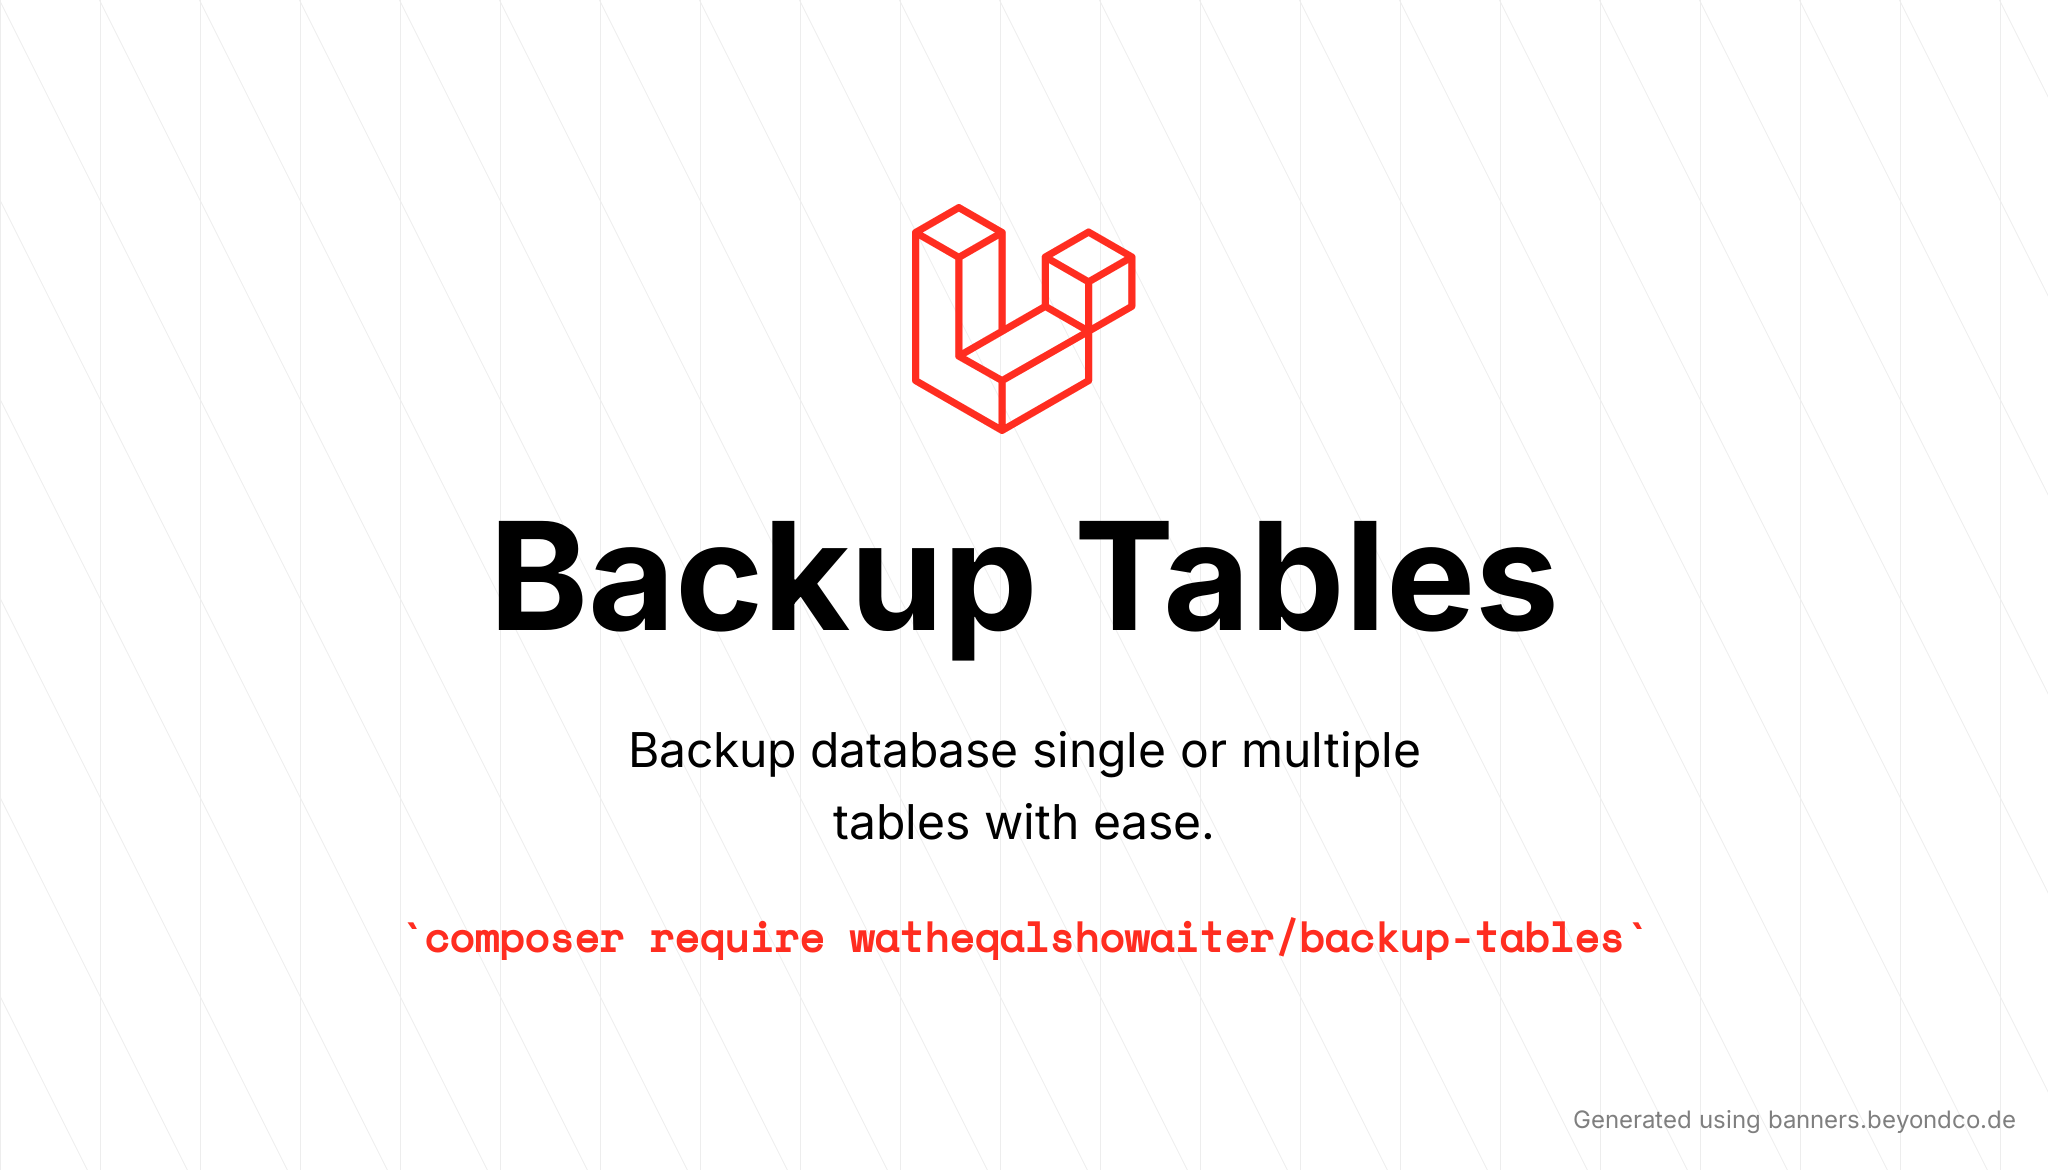 Backup Tables
Backup database single or multiple
tables with ease.
`composer require watheqalshowaiter/backup-tables`
Generated using banners.beyondco.de